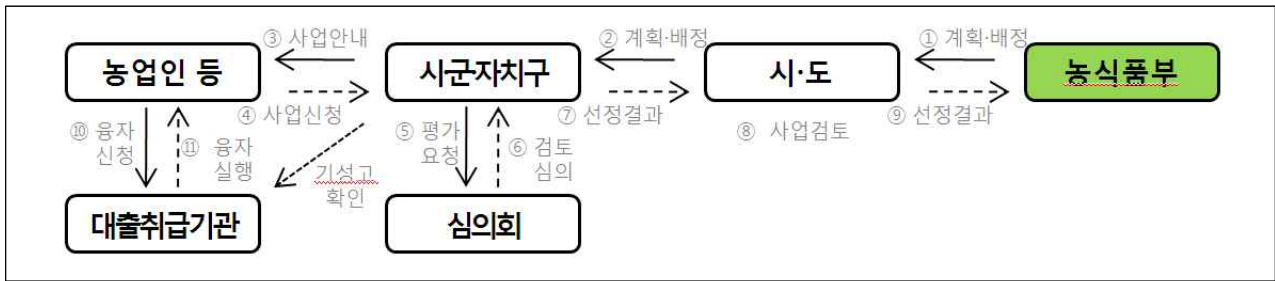 ③ 사업안내
② 계획·배정
① 계획·배정
농업인 등
시·군·자치구
시·도
농식품부
④ 사업신청
⑦ 선정결과
⑨ 선정결과
⑩ 융자
신청
⑪ 융자
실행
기성고
확인
⑤ 평가
요청
⑥ 검토
심의
⑧ 사업검토
대출취급기관
심의회